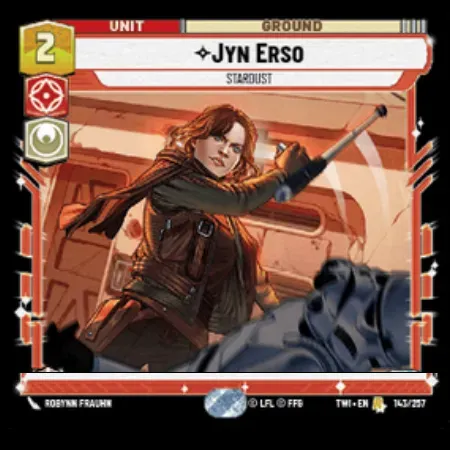 UNIT GROUND
2
JYN ERSO
STARDUST
ROBYNN FRAUHN © LFL © FFG TWI • EN 143/257